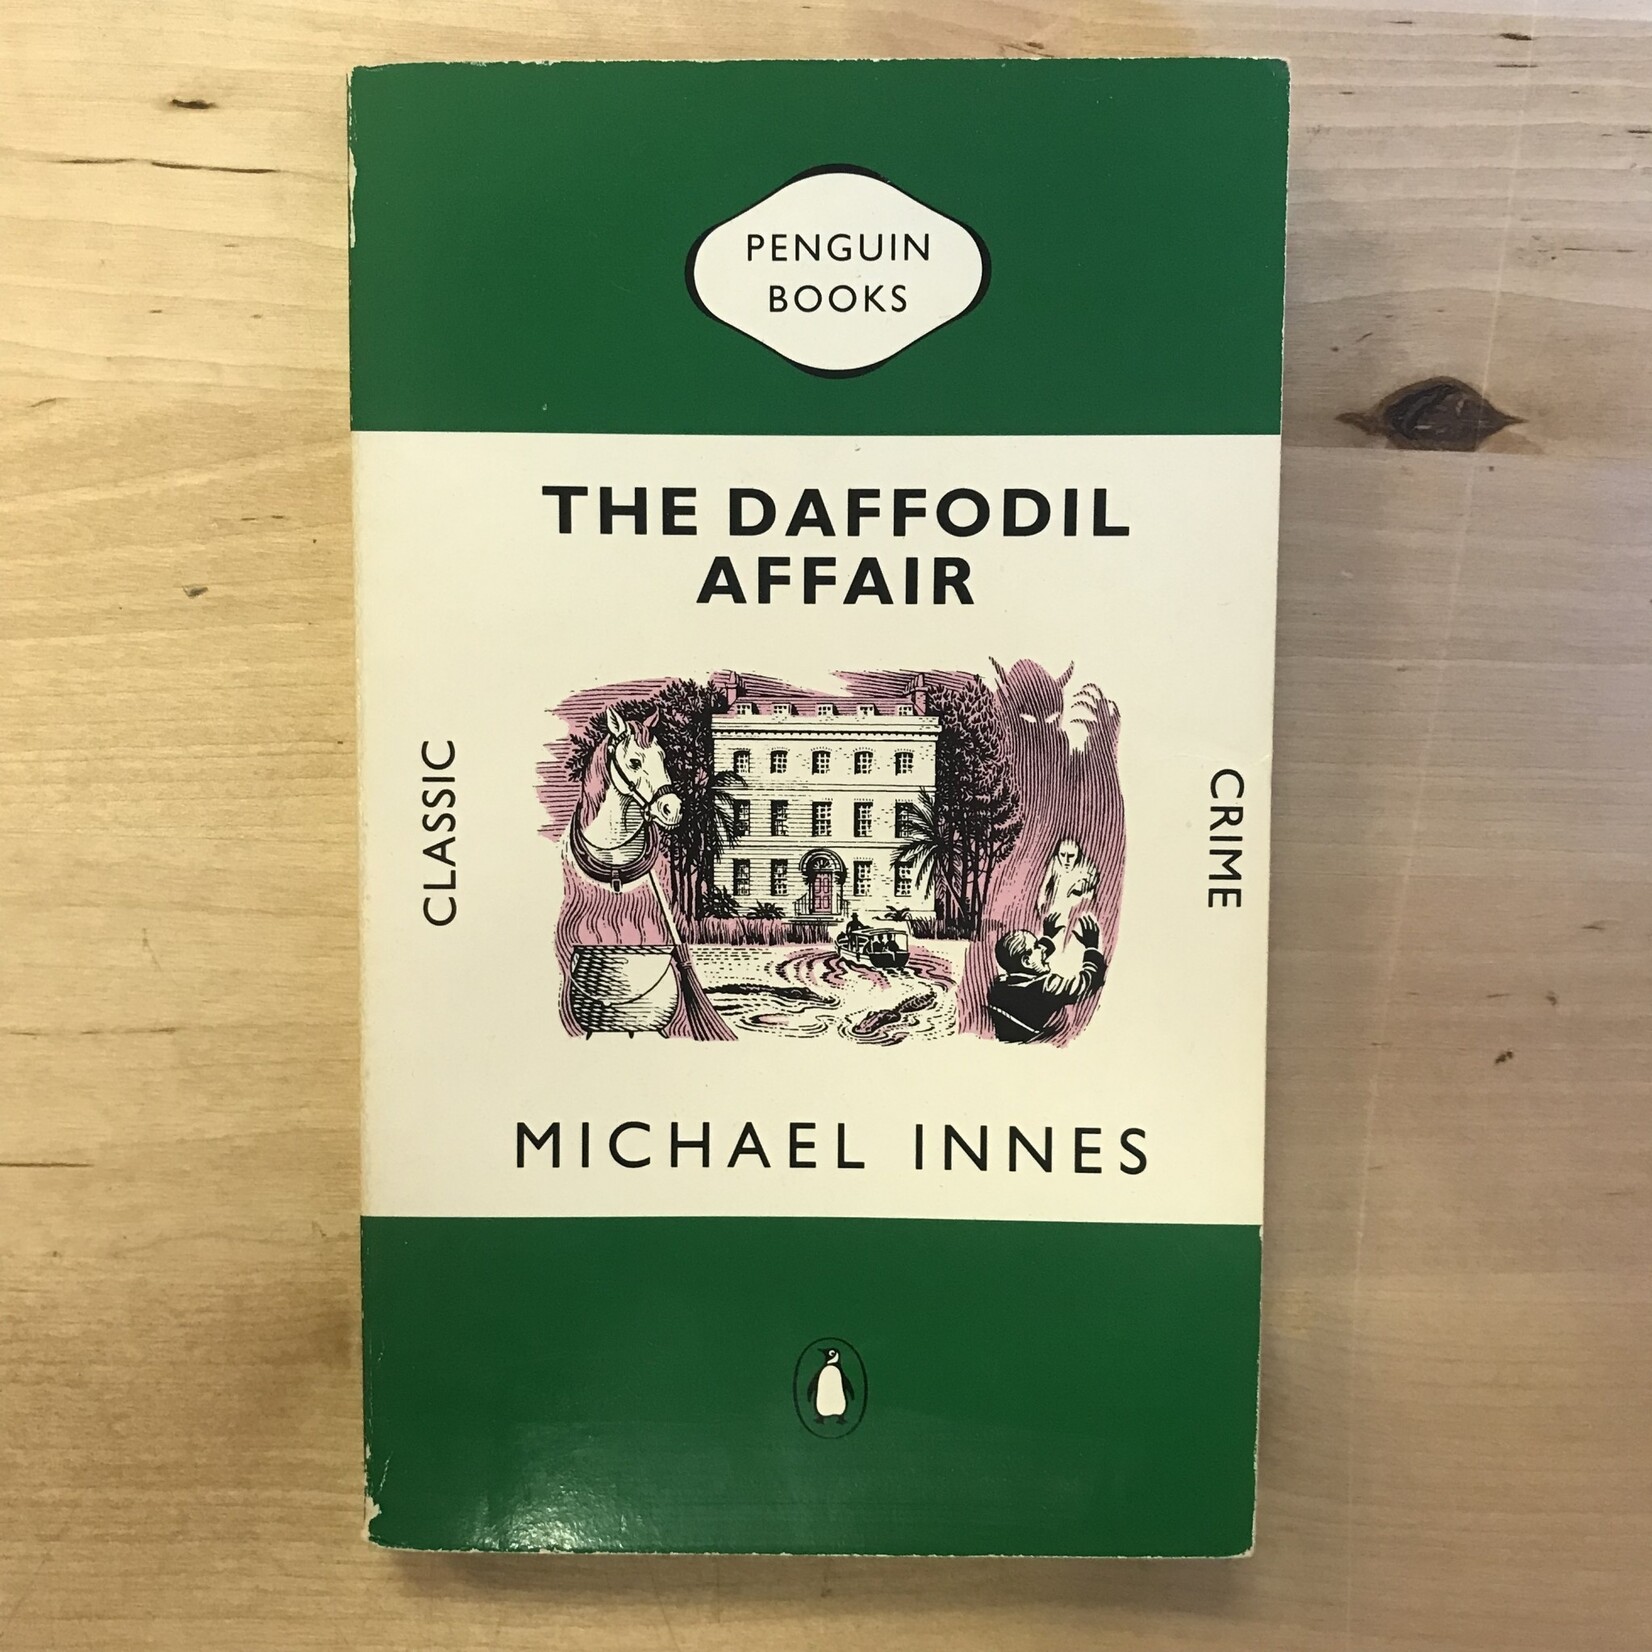 PENGUIN
BOOKS
THE DAFFODIL
AFFAIR
CLASSIC
CRIME
MICHAEL INNES